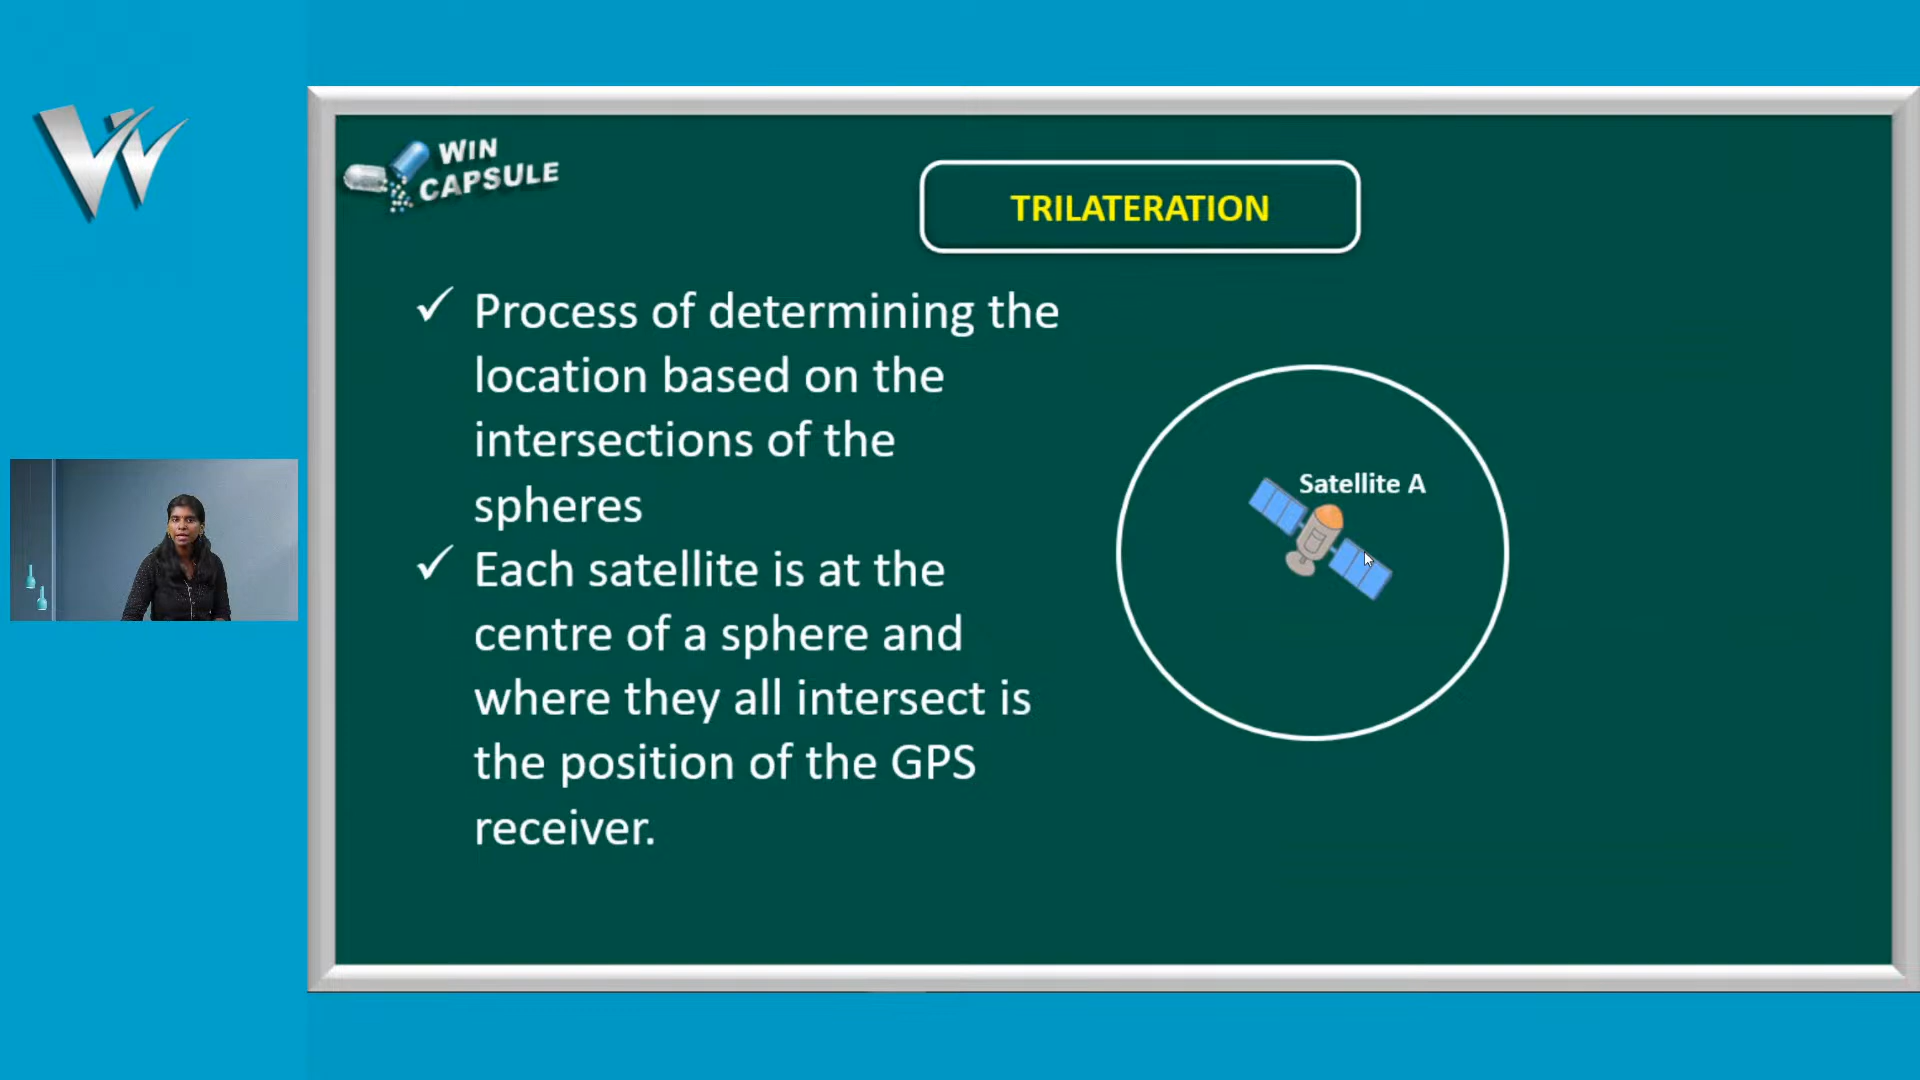 WIN
CAPSULE
TRILATERATION
✓ Process of determining the
location based on the
intersections of the
spheres
✓ Each satellite is at the
centre of a sphere and
where they all intersect is
the position of the GPS
receiver.
Satellite A